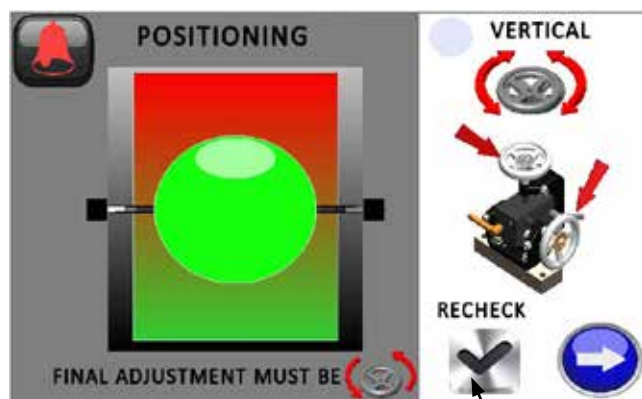 POSITIONING
VERTICAL
RECHECK
FINAL ADJUSTMENT MUST BE